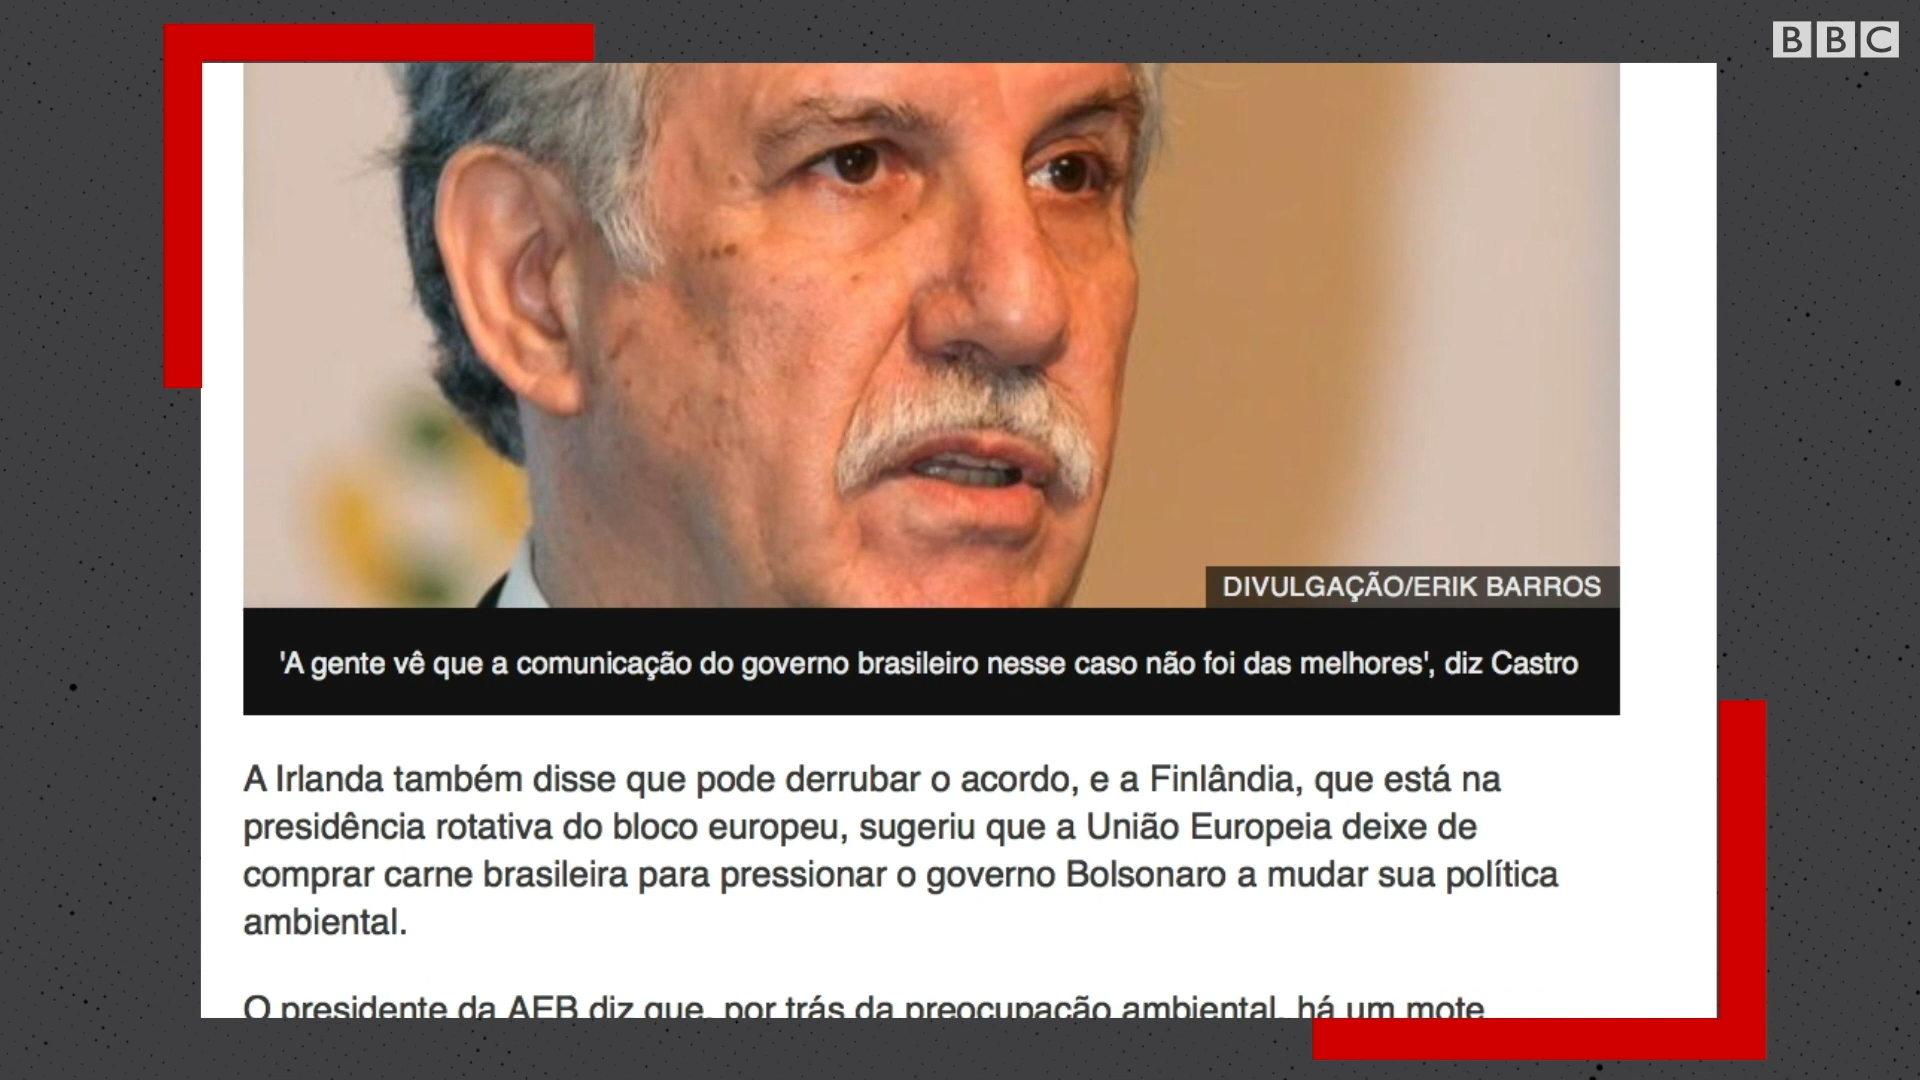 BBC
DIVULGAÇÃO/ERIK BARROS
'A gente vê que a comunicação do governo brasileiro nesse caso não foi das melhores', diz Castro
A Irlanda também disse que pode derrubar o acordo, e a Finlândia, que está na
presidência rotativa do bloco europeu, sugeriu que a União Europeia deixe de
comprar carne brasileira para pressionar o governo Bolsonaro a mudar sua política
ambiental.
O presidente da AEB diz que, por trás da preocupação ambiental, há um mote